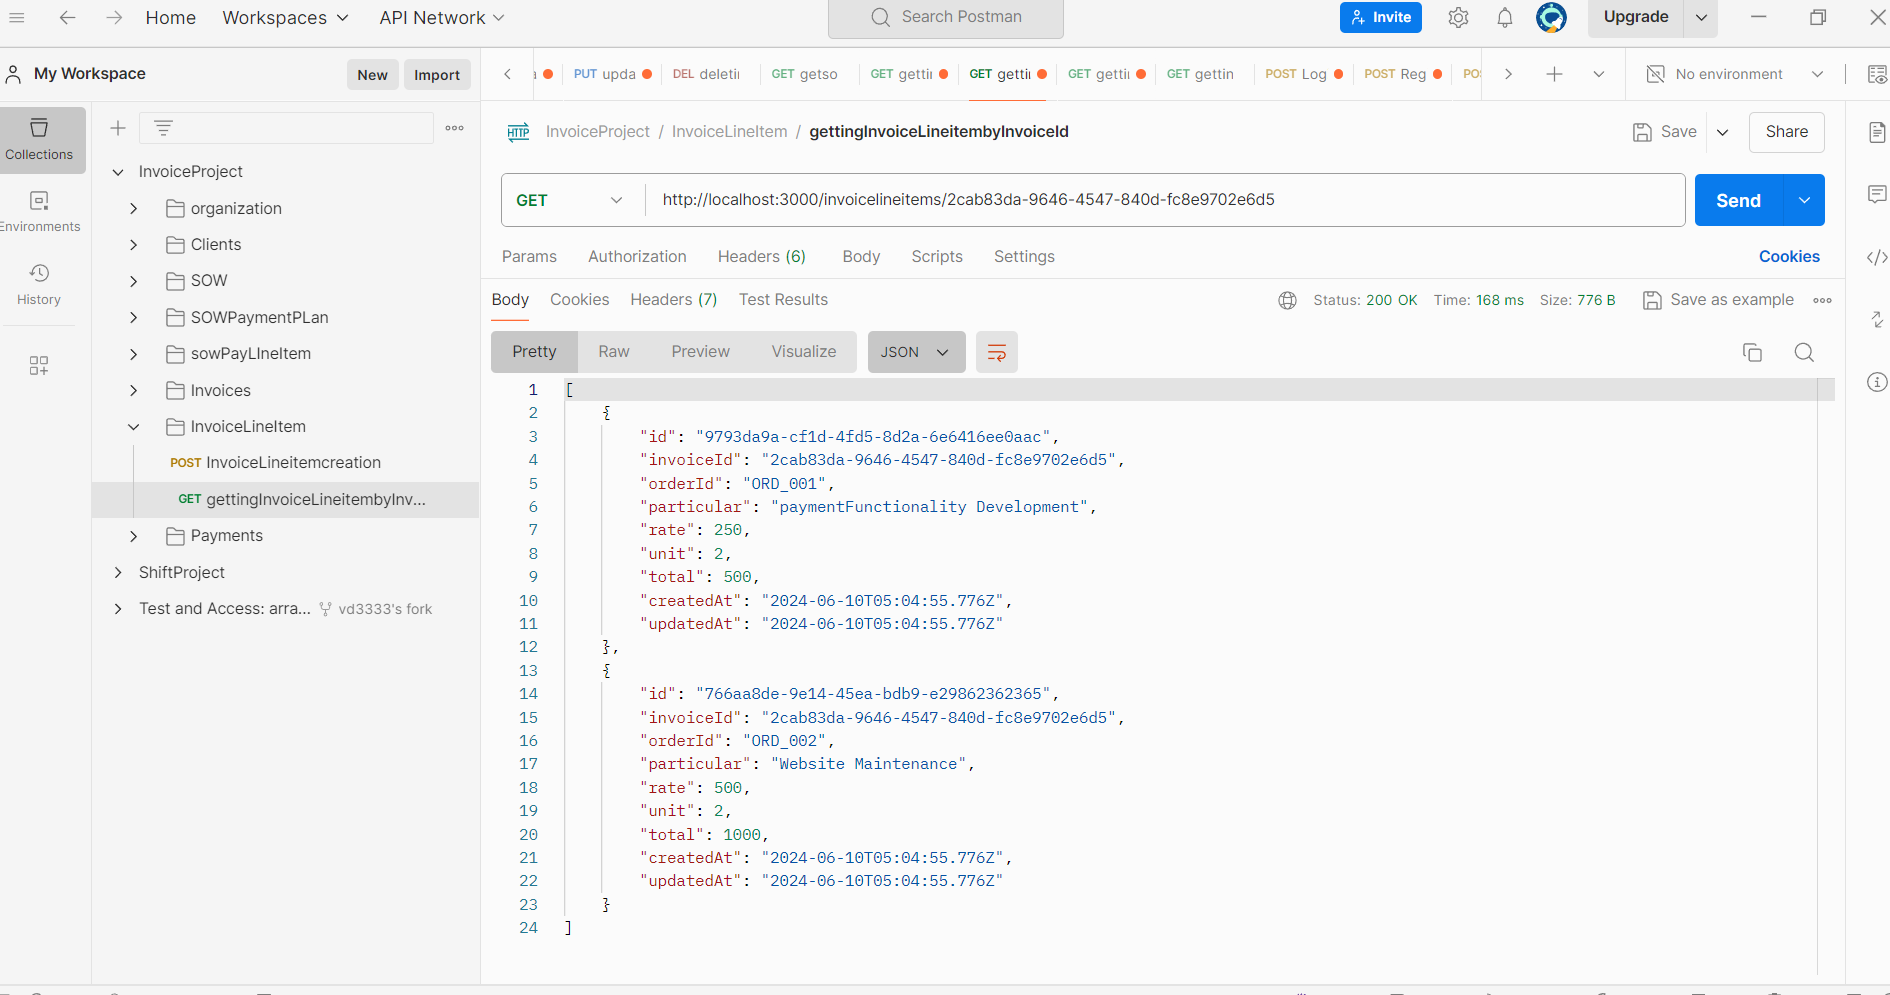 Home Workspaces API Network Search Postman Invite Upgrade
My Workspace New Import
PUT upda DEL deletin GET getso GET gettin GET gettin GET gettin GET gettin POST Log POST Reg No environment
InvoiceProject / InvoiceLineItem / gettingInvoiceLineitembyInvoiceId Save Share
GET http://localhost:3000/invoicelineitems/2cab83da-9646-4547-840d-fc8e9702e6d5 Send
Params Authorization Headers (6) Body Scripts Settings Cookies
Body Cookies Headers (7) Test Results Status: 200 OK Time: 168 ms Size: 776 B Save as example
Pretty Raw Preview Visualize JSON
Collections
Environments
History
InvoiceProject
organization
Clients
SOW
SOWPaymentPLan
sowPayLIneItem
Invoices
InvoiceLineItem
POST InvoiceLineitemcreation
GET gettingInvoiceLineitembyInv...
Payments
ShiftProject
Test and Access: arra... vd3333's fork
1 [
2 {
3 "id": "9793da9a-cf1d-4fd5-8d2a-6e6416ee0aac",
4 "invoiceId": "2cab83da-9646-4547-840d-fc8e9702e6d5",
5 "orderId": "ORD_001",
6 "particular": "paymentFunctionality Development",
7 "rate": 250,
8 "unit": 2,
9 "total": 500,
10 "createdAt": "2024-06-10T05:04:55.776Z",
11 "updatedAt": "2024-06-10T05:04:55.776Z"
12 },
13 {
14 "id": "766aa8de-9e14-45ea-bdb9-e29862362365",
15 "invoiceId": "2cab83da-9646-4547-840d-fc8e9702e6d5",
16 "orderId": "ORD_002",
17 "particular": "Website Maintenance",
18 "rate": 500,
19 "unit": 2,
20 "total": 1000,
21 "createdAt": "2024-06-10T05:04:55.776Z",
22 "updatedAt": "2024-06-10T05:04:55.776Z"
23 }
24 ]